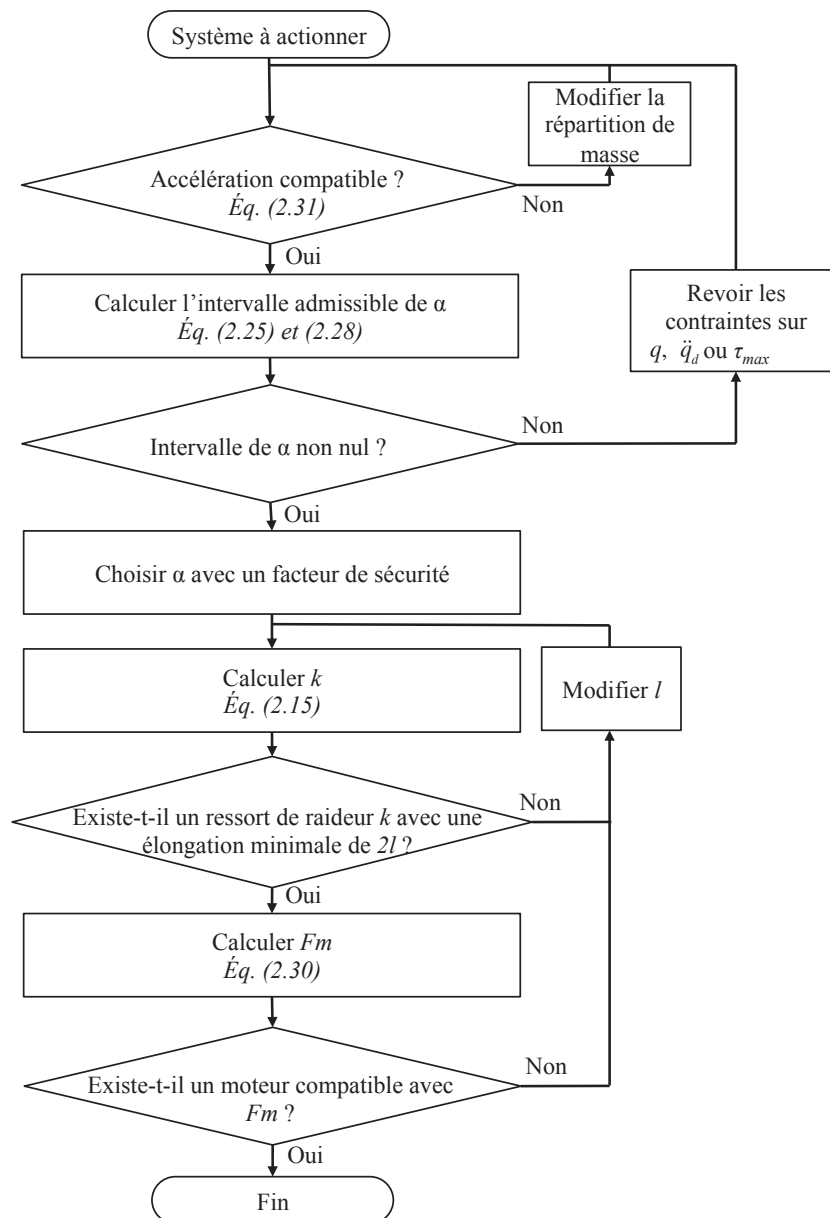 Système à actionner
Modifier la
répartition de
masse
Accélération compatible ?
Éq. (2.31)
Non
Oui
Calculer l’intervalle admissible de α
Éq. (2.25) et (2.28)
Revoir les
contraintes sur
q, q̈_d ou τ_max
Intervalle de α non nul ?
Non
Oui
Choisir α avec un facteur de sécurité
Calculer k
Éq. (2.15)
Modifier l
Existe-t-il un ressort de raideur k avec une
élongation minimale de 2l ?
Non
Oui
Calculer Fm
Éq. (2.30)
Existe-t-il un moteur compatible avec
Fm ?
Non
Oui
Fin